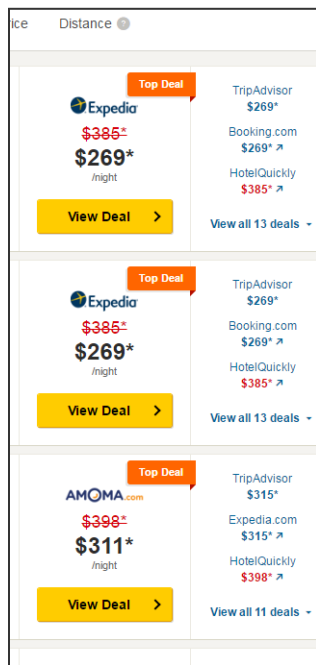 ice Distance ?
Top Deal
Expedia
$385*
$269*
/night
View Deal
TripAdvisor
$269*
Booking.com
$269*
HotelQuickly
$385*
View all 13 deals
Top Deal
Expedia
$385*
$269*
/night
View Deal
TripAdvisor
$269*
Booking.com
$269*
HotelQuickly
$385*
View all 13 deals
Top Deal
AMOMA.com
$398*
$311*
/night
View Deal
TripAdvisor
$315*
Expedia.com
$315*
HotelQuickly
$398*
View all 11 deals